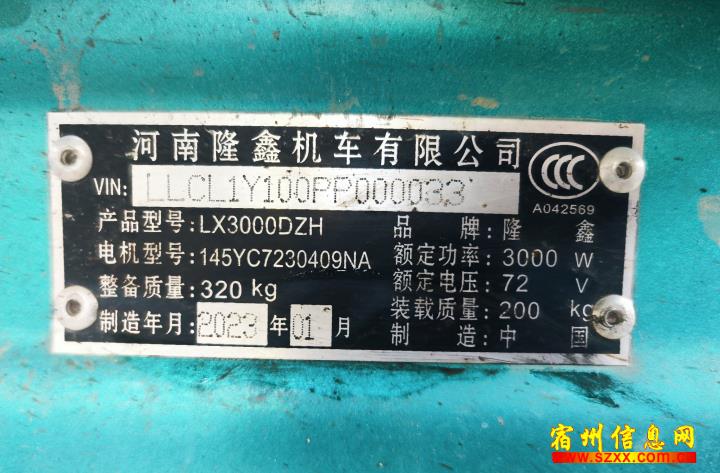 河南隆鑫机车有限公司
VIN: LLCL1Y100PP000033
A042569
产品型号: LX3000DZH 品牌: 隆鑫
电机型号: 145YC7230409NA 额定功率: 3000 W
整备质量: 320 kg 额定电压: 72 V
装载质量: 200 kg
制造年月: 2023 年 01 月 制造: 中国
宿州信息网
www.szxx.com.cn